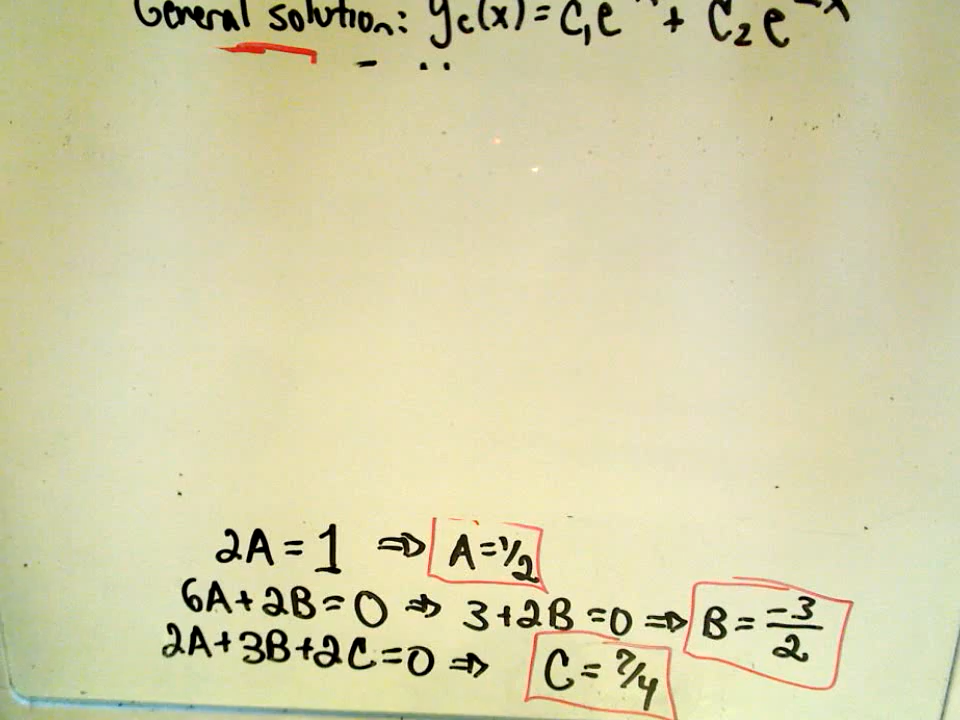 General solution: yc(x) = C₁e⁻ˣ + C₂e⁻²ˣ
2A = 1 ⇒ A = 1/2
6A + 2B = 0 ⇒ 3 + 2B = 0 ⇒ B = -3/2
2A + 3B + 2C = 0 ⇒ C = 7/4